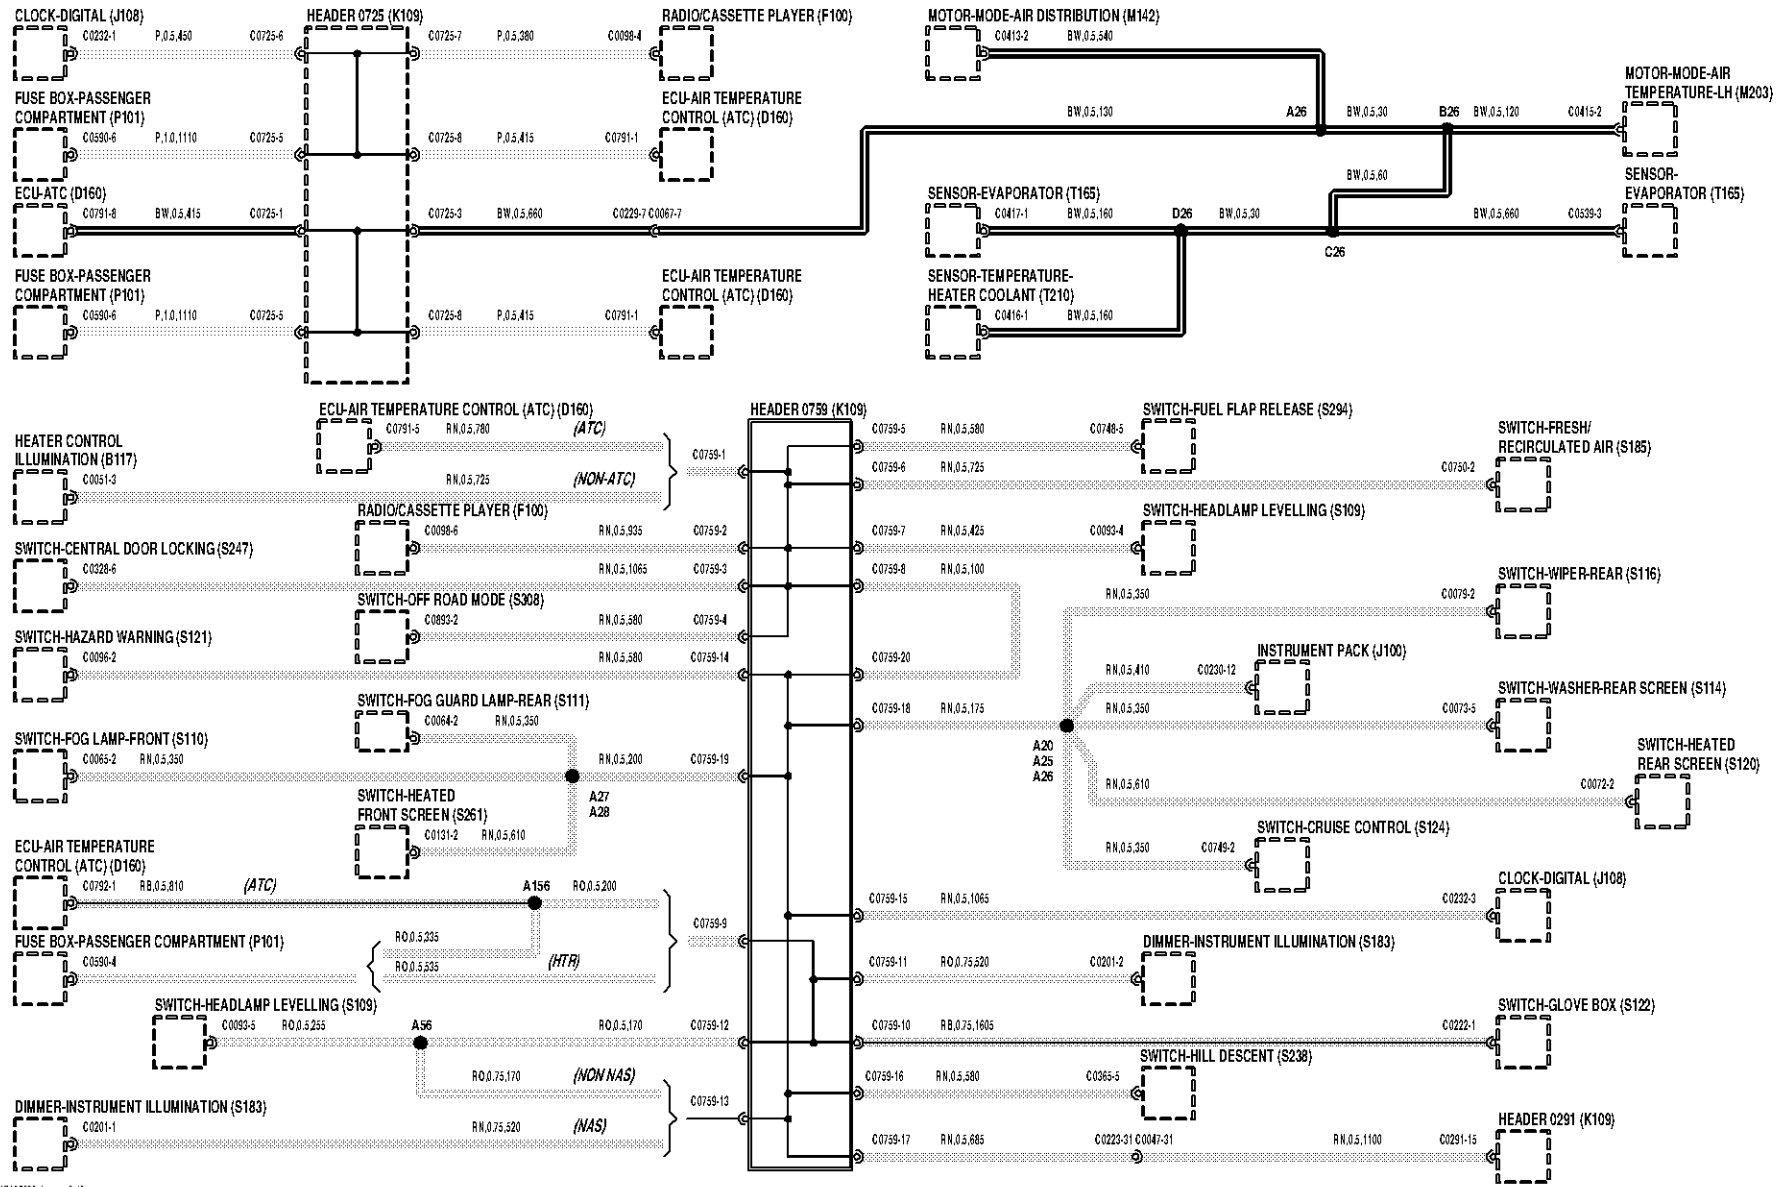 CLOCK-DIGITAL (J108)
C0232-1 P,0.5,450 C0725-6
HEADER 0725 (K109)
C0725-7 P,0.5,380 C0098-4
RADIO/CASSETTE PLAYER (F100)
FUSE BOX-PASSENGER
COMPARTMENT (P101)
C0590-6 P,1.0,1110 C0725-5
C0725-8 P,0.5,415 C0791-1
ECU-AIR TEMPERATURE
CONTROL (ATC) (D160)
ECU-ATC (D160)
C0791-8 BW,0.5,415 C0725-1
C0725-3 BW,0.5,660 C0229-7 C0067-7
FUSE BOX-PASSENGER
COMPARTMENT (P101)
C0590-6 P,1.0,1110 C0725-5
C0725-8 P,0.5,415 C0791-1
ECU-AIR TEMPERATURE
CONTROL (ATC) (D160)
MOTOR-MODE-AIR DISTRIBUTION (M142)
C0413-2 BW,0.5,540
BW,0.5,130 A26 BW,0.5,30 B26 BW,0.5,120 C0415-2
MOTOR-MODE-AIR
TEMPERATURE-LH (M203)
BW,0.5,60
SENSOR-EVAPORATOR (T165)
C0417-1 BW,0.5,160 D26 BW,0.5,30
C26
BW,0.5,660 C0539-3
SENSOR-
EVAPORATOR (T165)
SENSOR-TEMPERATURE-
HEATER COOLANT (T210)
C0416-1 BW,0.5,160
ECU-AIR TEMPERATURE CONTROL (ATC) (D160)
C0791-5 RN,0.5,780 (ATC)
HEATER CONTROL
ILLUMINATION (B117)
C0051-3 RN,0.5,725 (NON-ATC)
C0759-1
HEADER 0759 (K109)
RADIO/CASSETTE PLAYER (F100)
C0098-6 RN,0.5,935 C0759-2
SWITCH-CENTRAL DOOR LOCKING (S247)
C0328-6 RN,0.5,1065 C0759-3
SWITCH-OFF ROAD MODE (S308)
C0893-2 RN,0.5,580 C0759-4
SWITCH-HAZARD WARNING (S121)
C0096-2 RN,0.5,580 C0759-14
SWITCH-FOG GUARD LAMP-REAR (S111)
C0064-2 RN,0.5,350
SWITCH-FOG LAMP-FRONT (S110)
C0065-2 RN,0.5,350 RN,0.5,200 C0759-19
A27
A28
SWITCH-HEATED
FRONT SCREEN (S261)
C0131-2 RN,0.5,610
ECU-AIR TEMPERATURE
CONTROL (ATC) (D160)
C0792-1 RB,0.5,810 (ATC) A156 RO,0.5,200
C0759-9
FUSE BOX-PASSENGER COMPARTMENT (P101)
C0590-4 RO,0.5,335
RO,0.5,535 (HTR)
SWITCH-HEADLAMP LEVELLING (S109)
C0093-5 RO,0.5,255 A56 RO,0.5,170 C0759-12
RO,0.75,170 (NON NAS)
C0759-13
DIMMER-INSTRUMENT ILLUMINATION (S183)
C0201-1 RN,0.75,520 (NAS)
SWITCH-FUEL FLAP RELEASE (S294)
C0759-5 RN,0.5,580 C0748-5
SWITCH-FRESH/
RECIRCULATED AIR (S185)
C0759-6 RN,0.5,725 C0750-2
SWITCH-HEADLAMP LEVELLING (S109)
C0759-7 RN,0.5,425 C0093-4
C0759-8 RN,0.5,100
SWITCH-WIPER-REAR (S116)
RN,0.5,350 C0079-2
C0759-20
INSTRUMENT PACK (J100)
RN,0.5,410 C0230-12
SWITCH-WASHER-REAR SCREEN (S114)
C0759-18 RN,0.5,175 RN,0.5,350 C0073-5
A20
A25
A26
SWITCH-HEATED
REAR SCREEN (S120)
RN,0.5,610 C0072-2
SWITCH-CRUISE CONTROL (S124)
RN,0.5,350 C0749-2
CLOCK-DIGITAL (J108)
C0759-15 RN,0.5,1065 C0232-3
DIMMER-INSTRUMENT ILLUMINATION (S183)
C0759-11 RO,0.75,520 C0201-2
SWITCH-GLOVE BOX (S122)
C0759-10 RB,0.75,1605 C0222-1
SWITCH-HILL DESCENT (S238)
C0759-16 RN,0.5,580 C0365-5
HEADER 0291 (K109)
C0759-17 RN,0.5,685 C0223-31 C0047-31 RN,0.5,1100 C0291-15